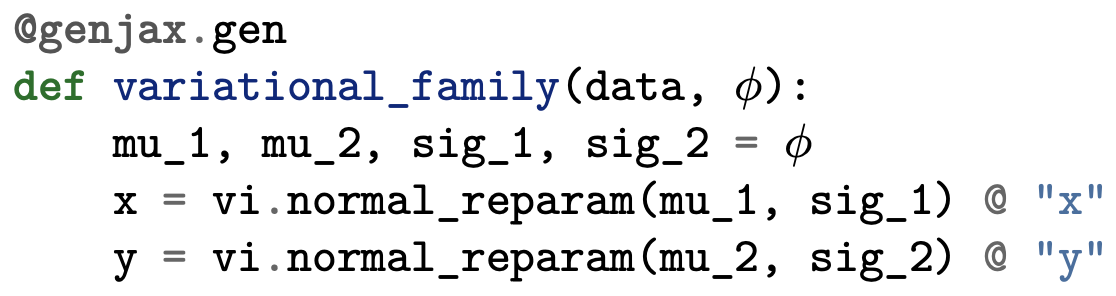 @genjax.gen
def variational_family(data, ϕ):
    mu_1, mu_2, sig_1, sig_2 = ϕ
    x = vi.normal_reparam(mu_1, sig_1) @ "x"
    y = vi.normal_reparam(mu_2, sig_2) @ "y"